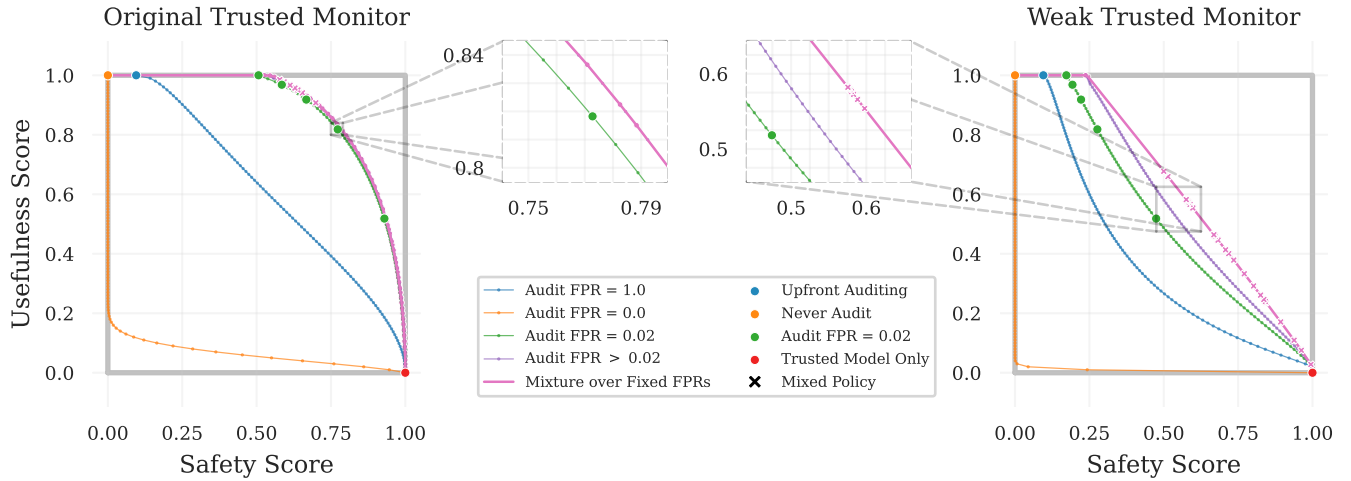 Original Trusted Monitor
Weak Trusted Monitor
Usefulness Score
1.0
0.8
0.6
0.4
0.2
0.0
0.00 0.25 0.50 0.75 1.00
Safety Score
0.84
0.8
0.75 0.79
0.6
0.5
0.5 0.6
Audit FPR = 1.0
Audit FPR = 0.0
Audit FPR = 0.02
Audit FPR > 0.02
Mixture over Fixed FPRs
Upfront Auditing
Never Audit
Audit FPR = 0.02
Trusted Model Only
Mixed Policy
1.0
0.8
0.6
0.4
0.2
0.0
0.00 0.25 0.50 0.75 1.00
Safety Score